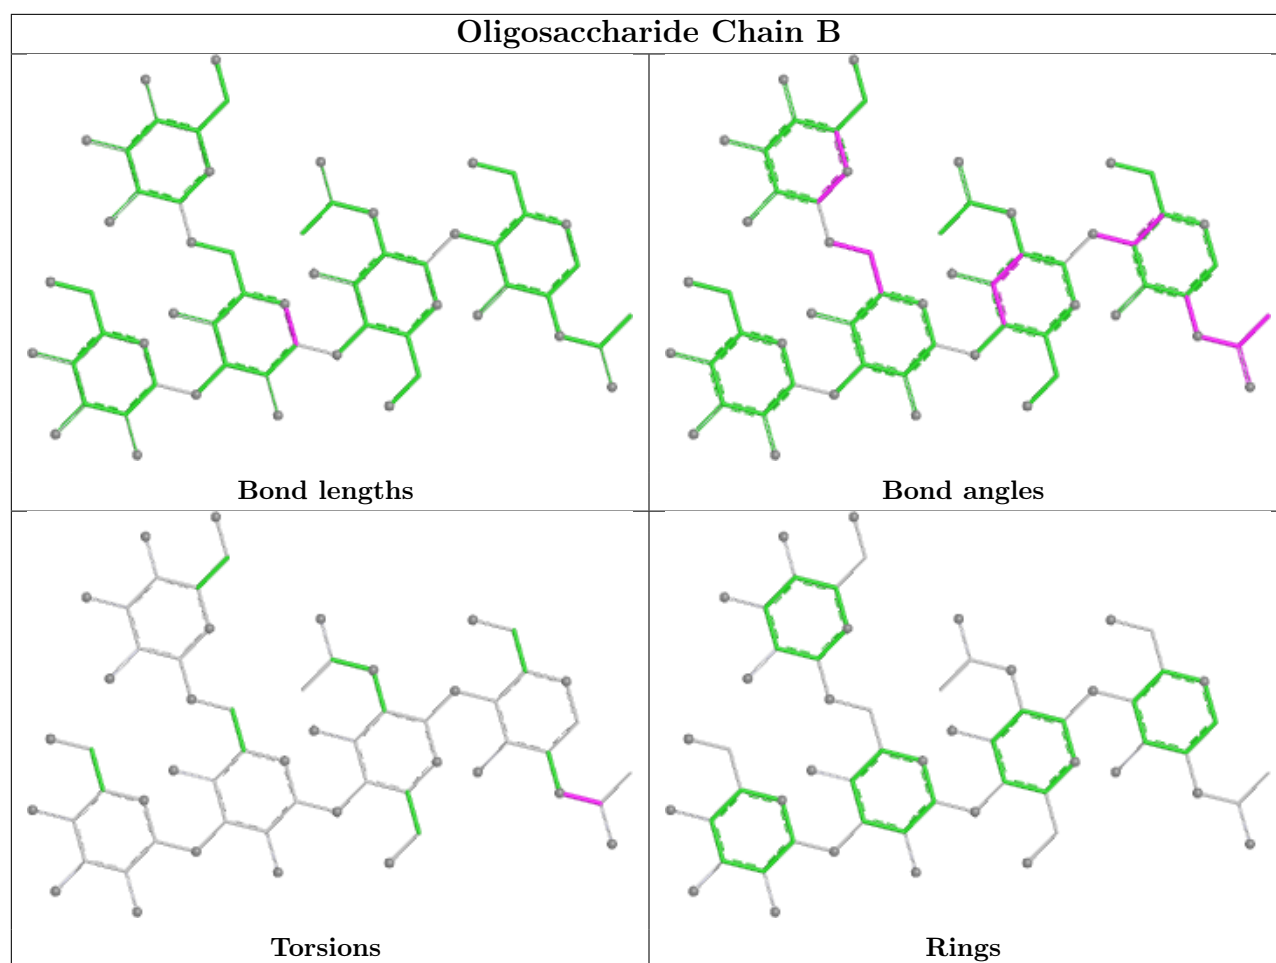 Oligosaccharide Chain B
Bond lengths
Bond angles
Torsions
Rings